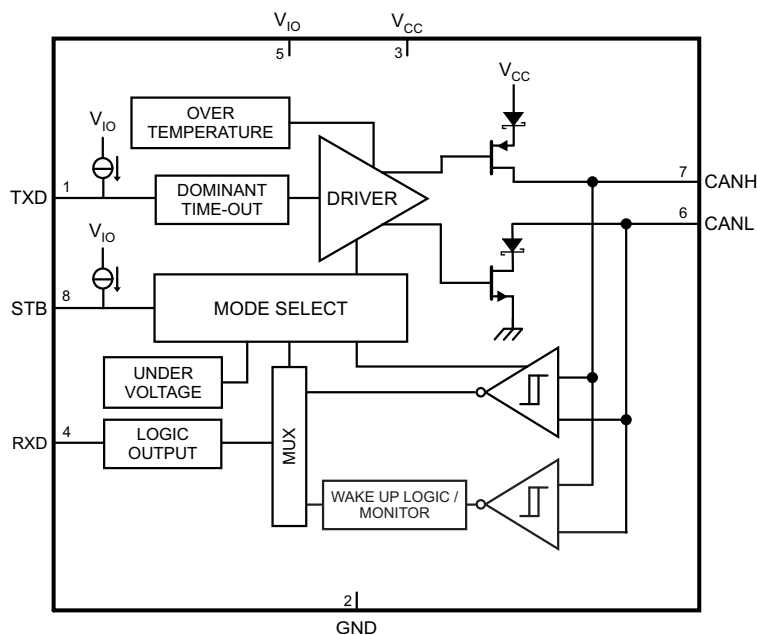 VIO
VCC
5
3
OVER
TEMPERATURE
VCC
VIO
TXD
1
DOMINANT
TIME-OUT
DRIVER
7
CANH
6
CANL
VIO
STB
8
MODE SELECT
UNDER
VOLTAGE
RXD
4
LOGIC
OUTPUT
MUX
WAKE UP LOGIC /
MONITOR
2
GND